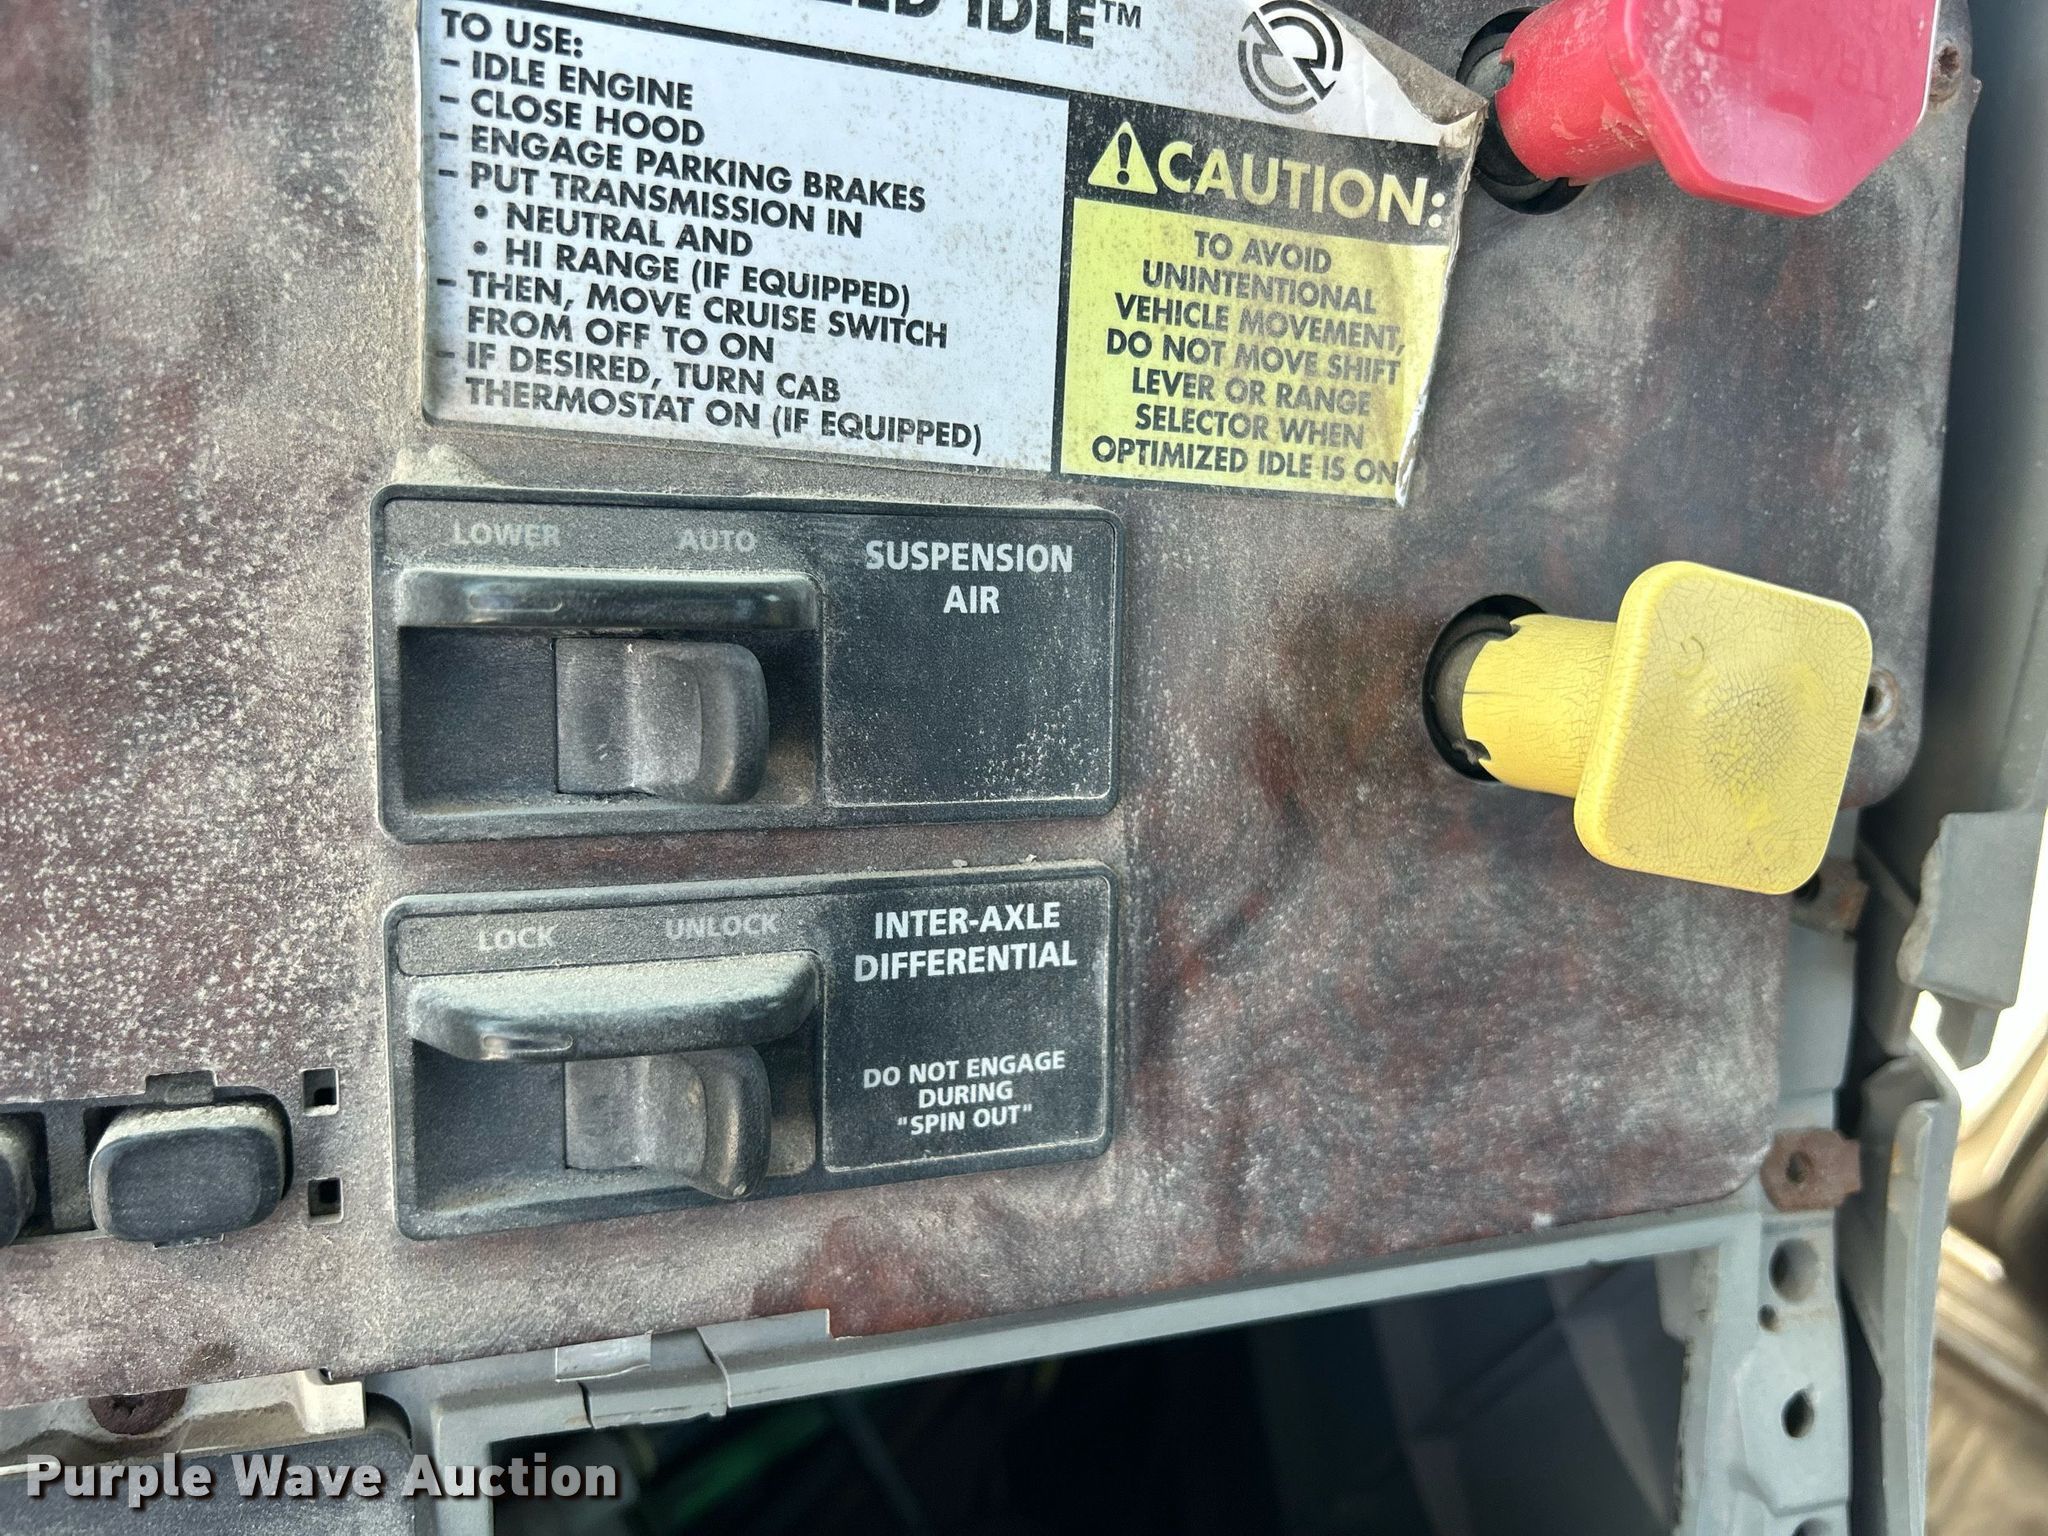 IDLE™
TO USE:
- IDLE ENGINE
- CLOSE HOOD
- ENGAGE PARKING BRAKES
- PUT TRANSMISSION IN
• NEUTRAL AND
• HI RANGE (IF EQUIPPED)
- THEN, MOVE CRUISE SWITCH
FROM OFF TO ON
- IF DESIRED, TURN CAB
THERMOSTAT ON (IF EQUIPPED)
CAUTION:
TO AVOID
UNINTENTIONAL
VEHICLE MOVEMENT,
DO NOT MOVE SHIFT
LEVER OR RANGE
SELECTOR WHEN
OPTIMIZED IDLE IS ON
LOWER AUTO
SUSPENSION
AIR
LOCK UNLOCK
INTER-AXLE
DIFFERENTIAL
DO NOT ENGAGE
DURING
"SPIN OUT"
Purple Wave Auction